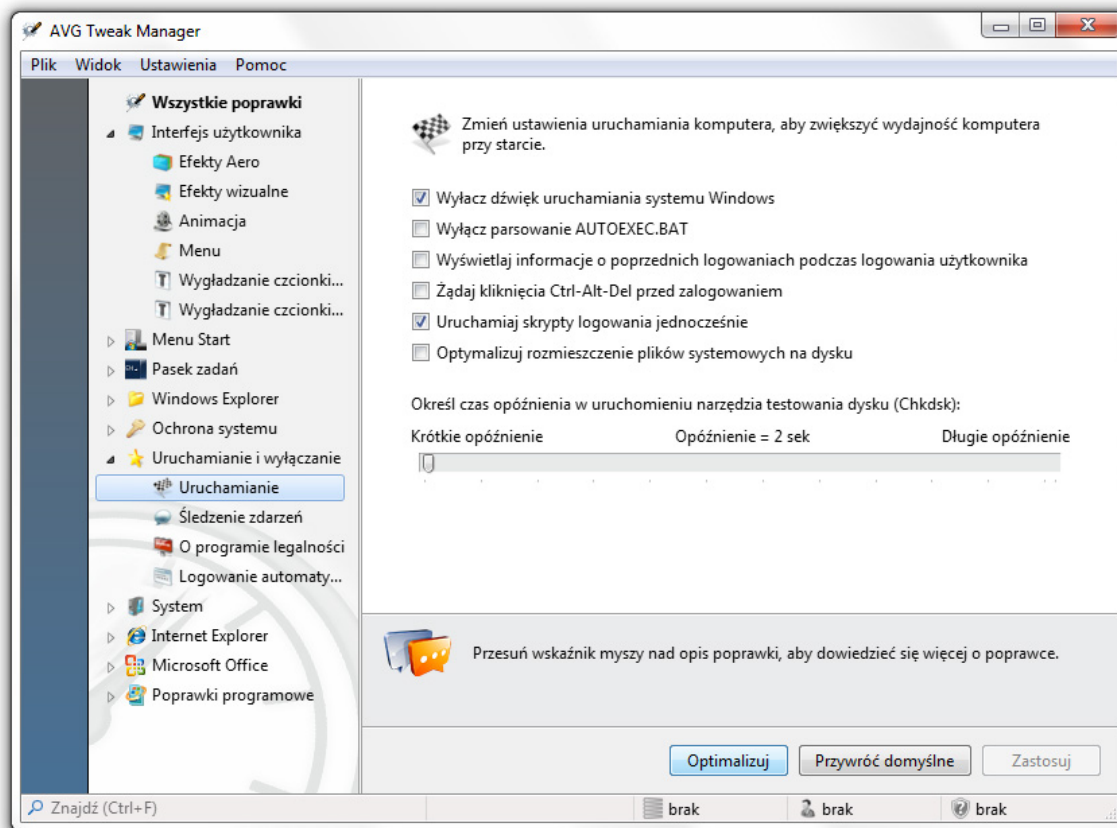 AVG Tweak Manager
Plik Widok Ustawienia Pomoc
Wszystkie poprawki
Interfejs użytkownika
Efekty Aero
Efekty wizualne
Animacja
Menu
Wygładzanie czcionki...
Wygładzanie czcionki...
Menu Start
Pasek zadań
Windows Explorer
Ochrona systemu
Uruchamianie i wyłączanie
Uruchamianie
Śledzenie zdarzeń
O programie legalności
Logowanie automaty...
System
Internet Explorer
Microsoft Office
Poprawki programowe
Zmień ustawienia uruchamiania komputera, aby zwiększyć wydajność komputera
przy starcie.
Wyłacz dźwięk uruchamiania systemu Windows
Wyłącz parsowanie AUTOEXEC.BAT
Wyświetlaj informacje o poprzednich logowaniach podczas logowania użytkownika
Żądaj kliknięcia Ctrl-Alt-Del przed zalogowaniem
Uruchamiaj skrypty logowania jednocześnie
Optymalizuj rozmieszczenie plików systemowych na dysku
Określ czas opóźnienia w uruchomieniu narzędzia testowania dysku (Chkdsk):
Krótkie opóźnienie Opóźnienie = 2 sek Długie opóźnienie
Przesuń wskaźnik myszy nad opis poprawki, aby dowiedzieć się więcej o poprawce.
Optimalizuj Przywróć domyślne Zastosuj
Znajdź (Ctrl+F) brak brak brak